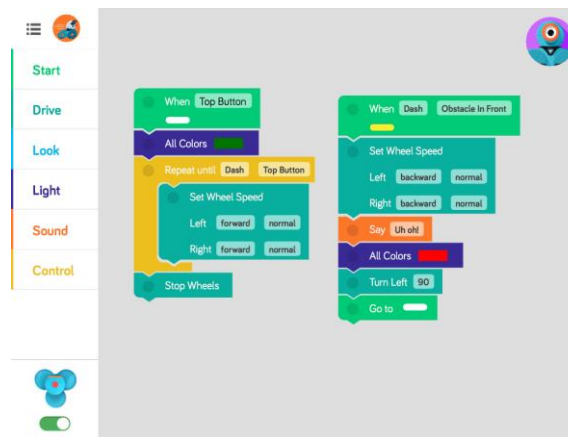 Start
Drive
Look
Light
Sound
Control
When Top Button
All Colors
Repeat until Dash Top Button
Set Wheel Speed
Left forward normal
Right forward normal
Stop Wheels
When Dash Obstacle In Front
Set Wheel Speed
Left backward normal
Right backward normal
Say Uh oh!
All Colors
Turn Left 90
Go to